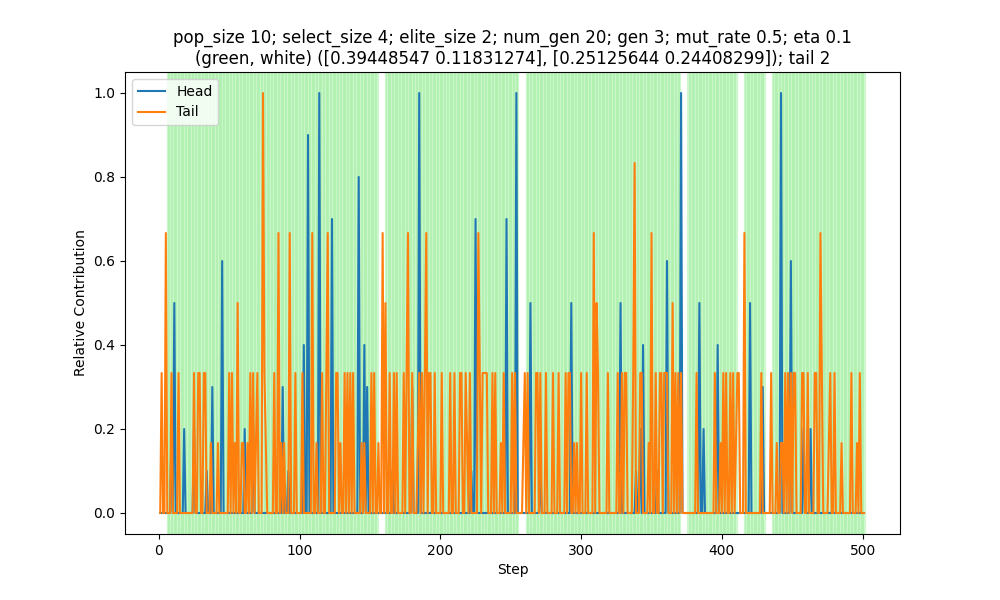 pop_size 10; select_size 4; elite_size 2; num_gen 20; gen 3; mut_rate 0.5; eta 0.1
(green, white) ([0.39448547 0.11831274], [0.25125644 0.24408299]); tail 2
Head
Tail
1.0
0.8
0.6
0.4
0.2
0.0
Relative Contribution
0 100 200 300 400 500
Step